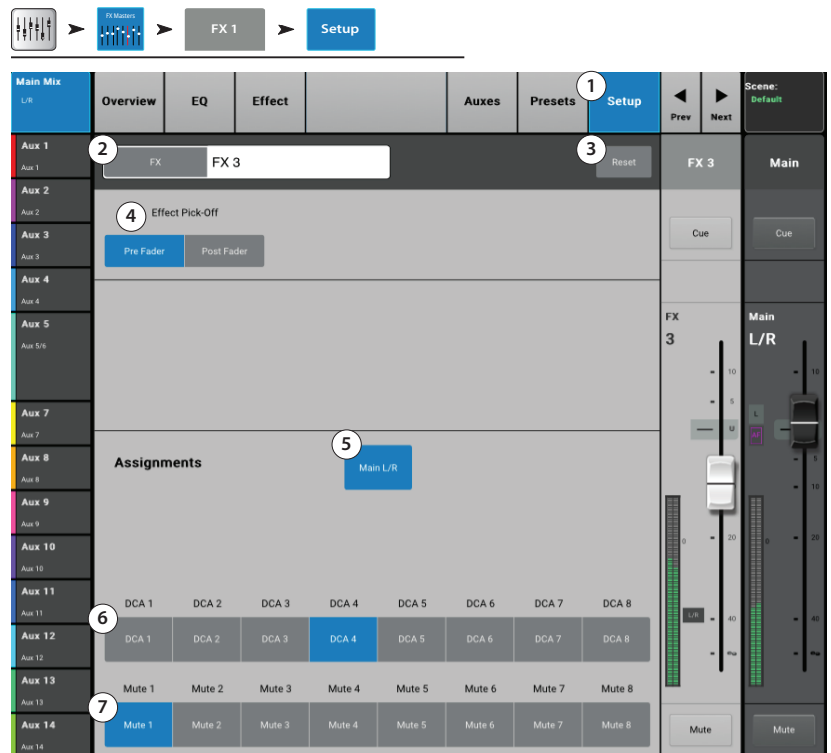 FX Masters
FX 1
Setup
Main Mix
L/R
Overview
EQ
Effect
Auxes
Presets
1
Setup
Prev
Next
Scene:
Default
Aux 1
Aux 1
Aux 2
Aux 2
Aux 3
Aux 3
Aux 4
Aux 4
Aux 5
Aux 5/6
Aux 7
Aux 7
Aux 8
Aux 8
Aux 9
Aux 9
Aux 10
Aux 10
Aux 11
Aux 11
Aux 12
Aux 12
Aux 13
Aux 13
Aux 14
Aux 14
2
FX
FX 3
3
Reset
4
Effect Pick-Off
Pre Fader
Post Fader
Assignments
5
Main L/R
DCA 1
DCA 2
DCA 3
DCA 4
DCA 5
DCA 6
DCA 7
DCA 8
6
DCA 1
DCA 2
DCA 3
DCA 4
DCA 5
DCA 6
DCA 7
DCA 8
Mute 1
Mute 2
Mute 3
Mute 4
Mute 5
Mute 6
Mute 7
Mute 8
7
Mute 1
Mute 2
Mute 3
Mute 4
Mute 5
Mute 6
Mute 7
Mute 8
FX 3
Cue
FX
3
10
5
U
0
20
L/R
40
∞
Mute
Main
Cue
Main
L/R
10
L
5
10
0
20
40
∞
Mute